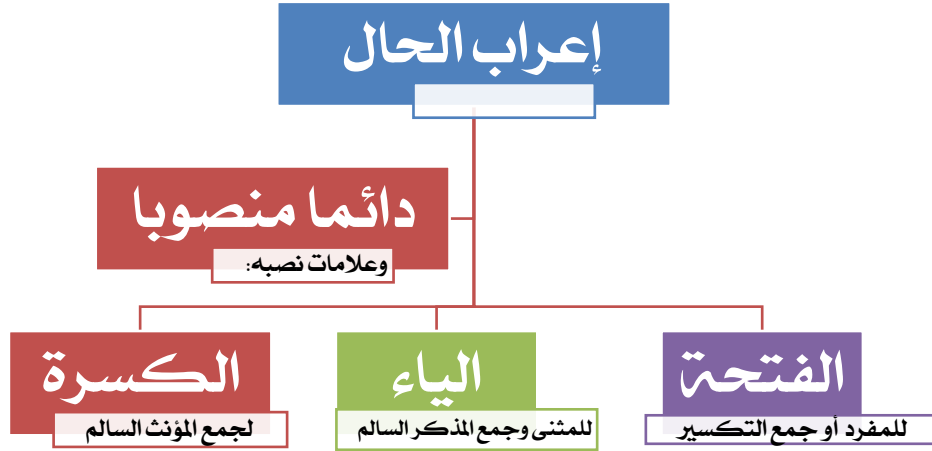 إعراب الحال
دائما منصوبا
وعلامات نصبه:
الفتحة
للمفرد أو جمع التكسير
الياء
للمثنى وجمع المذكر السالم
الكسرة
لجمع المؤنث السالم